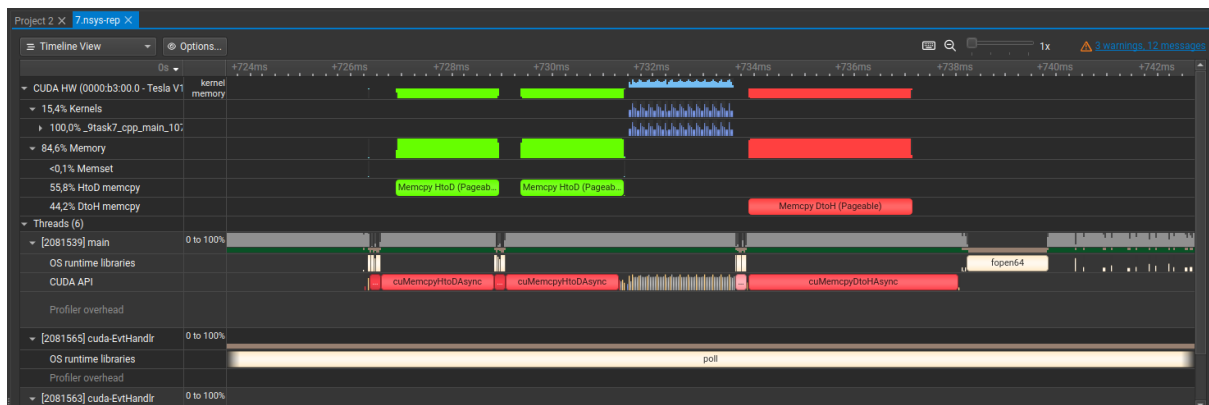 Project 2 × 7.nsys-rep ×
Timeline View Options... 1x 3 warnings, 12 messages
0s +724ms +726ms +728ms +730ms +732ms +734ms +736ms +738ms +740ms +742ms
CUDA HW (0000:b3:00.0 - Tesla V1 kernel
memory
15,4% Kernels
100,0% _9task7_cpp_main_107
84,6% Memory
<0,1% Memset
55,8% HtoD memcpy Memcpy HtoD (Pageab... Memcpy HtoD (Pageab...
44,2% DtoH memcpy Memcpy DtoH (Pageable)
Threads (6)
[2081539] main 0 to 100%
OS runtime libraries fopen64
CUDA API ... cuMemcpyHtoDAsync ... cuMemcpyHtoDAsync ... cuMemcpyDtoHAsync
Profiler overhead
[2081565] cuda-EvtHandlr 0 to 100%
OS runtime libraries poll
Profiler overhead
[2081563] cuda-EvtHandlr 0 to 100%